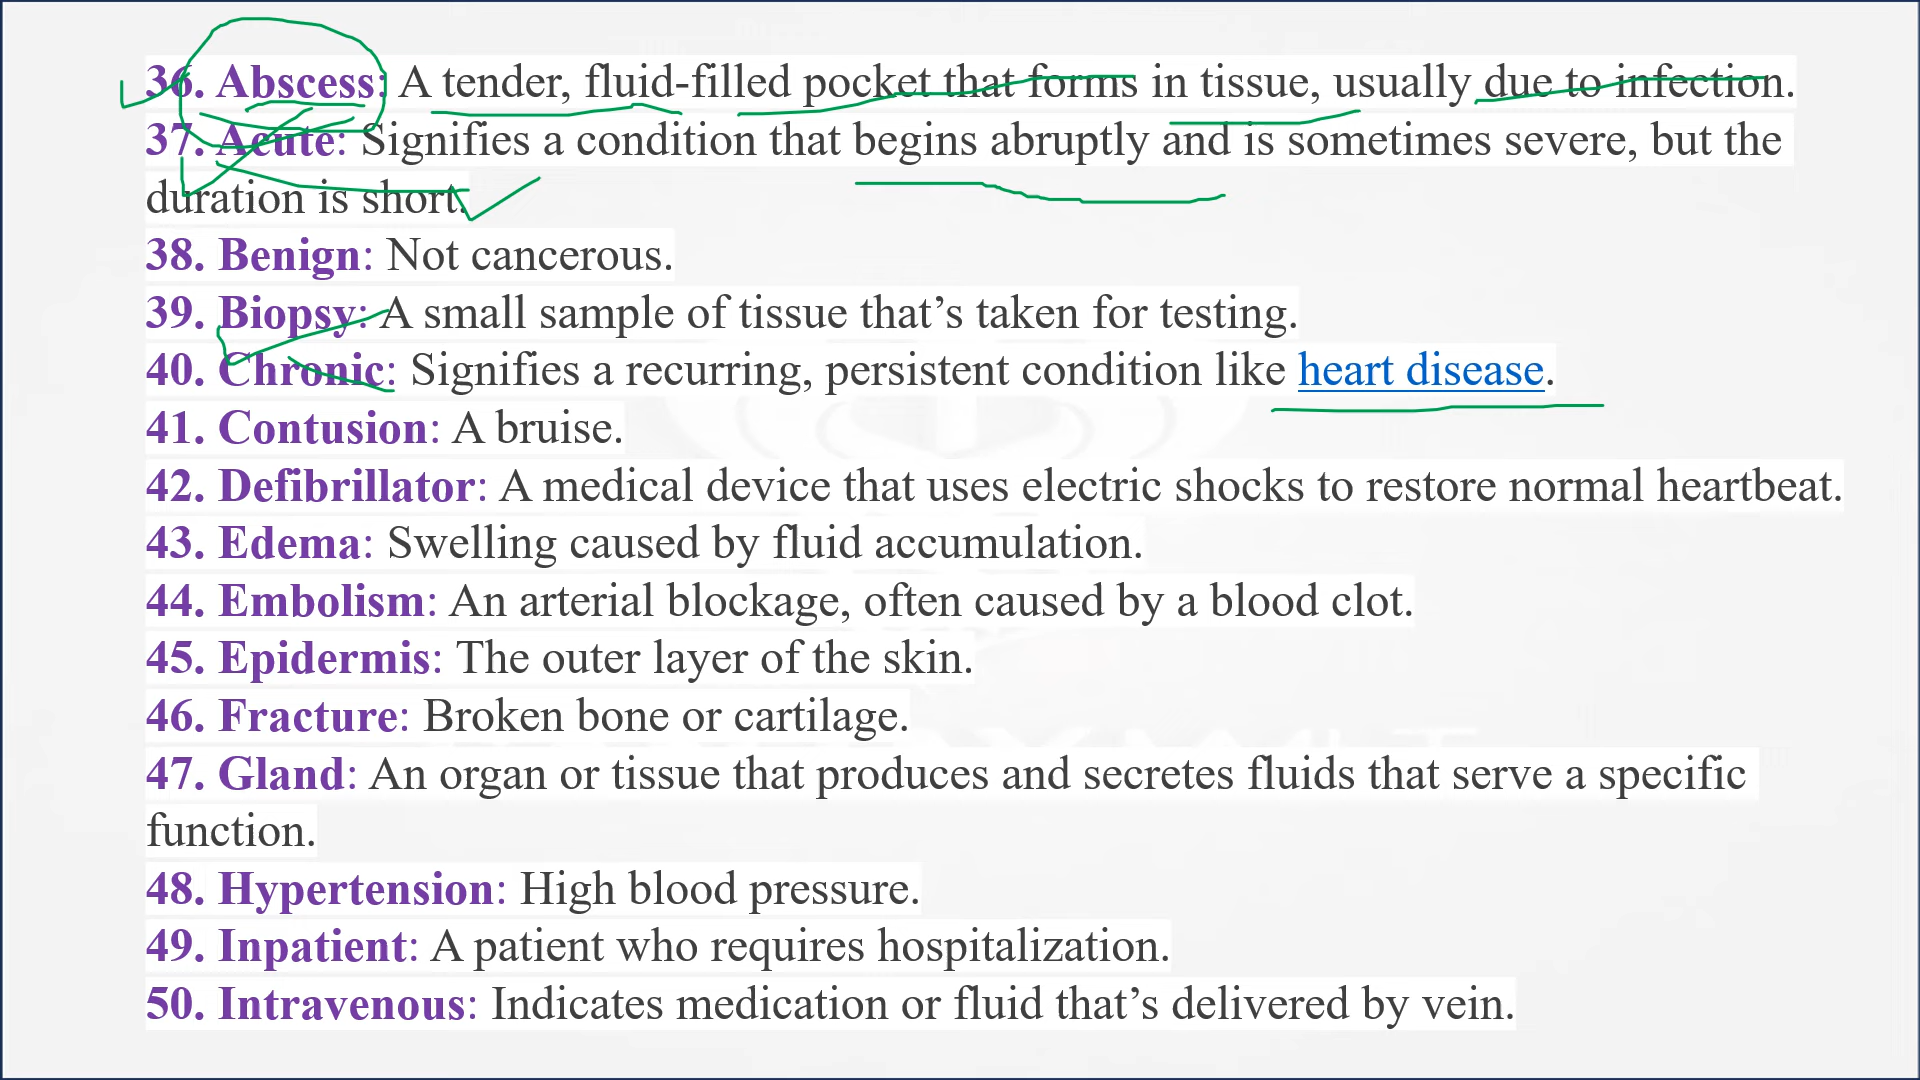 36. Abscess: A tender, fluid-filled pocket that forms in tissue, usually due to infection.
37. Acute: Signifies a condition that begins abruptly and is sometimes severe, but the
duration is short.
38. Benign: Not cancerous.
39. Biopsy: A small sample of tissue that’s taken for testing.
40. Chronic: Signifies a recurring, persistent condition like heart disease.
41. Contusion: A bruise.
42. Defibrillator: A medical device that uses electric shocks to restore normal heartbeat.
43. Edema: Swelling caused by fluid accumulation.
44. Embolism: An arterial blockage, often caused by a blood clot.
45. Epidermis: The outer layer of the skin.
46. Fracture: Broken bone or cartilage.
47. Gland: An organ or tissue that produces and secretes fluids that serve a specific
function.
48. Hypertension: High blood pressure.
49. Inpatient: A patient who requires hospitalization.
50. Intravenous: Indicates medication or fluid that’s delivered by vein.